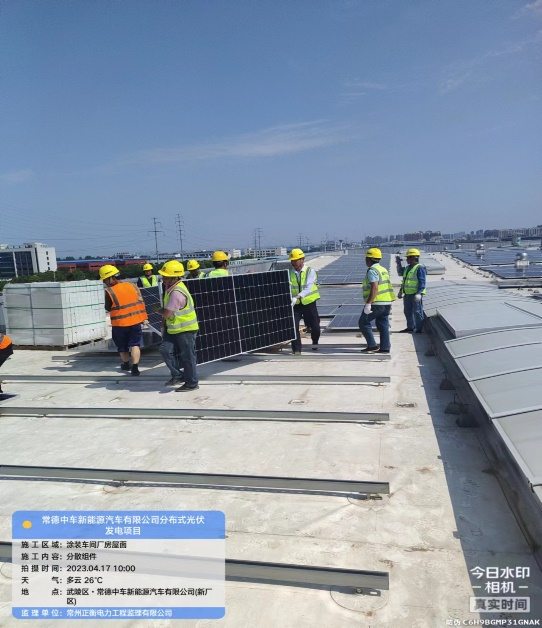 常德中车新能源汽车有限公司分布式光伏
发电项目
施工区域：涂装车间厂房屋面
施工内容：分散组件
拍摄时间：2023.04.17 10:00
天　　气：多云 26℃
地　　点：武陵区·常德中车新能源汽车有限公司(新厂
区)
监理单位：常州正衡电力工程监理有限公司
今日水印
相机
真实时间
防伪 C6H9BGMP31GNAK